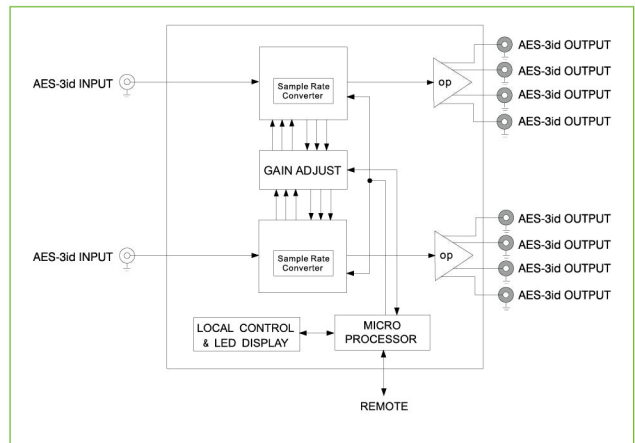 AES-3id INPUT
Sample Rate
Converter
op
AES-3id OUTPUT
AES-3id OUTPUT
AES-3id OUTPUT
AES-3id OUTPUT
GAIN ADJUST
AES-3id INPUT
Sample Rate
Converter
op
AES-3id OUTPUT
AES-3id OUTPUT
AES-3id OUTPUT
AES-3id OUTPUT
LOCAL CONTROL
& LED DISPLAY
MICRO
PROCESSOR
REMOTE